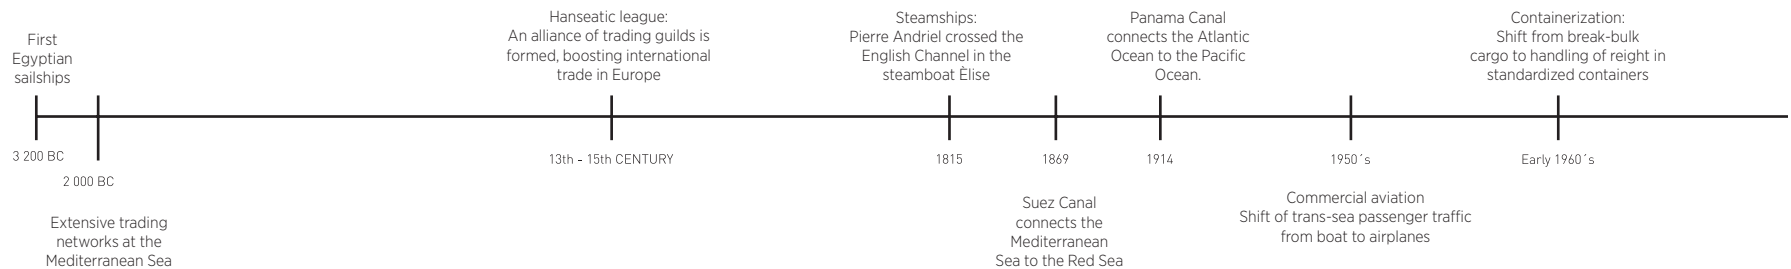 First
Egyptian
sailships
3 200 BC
2 000 BC
Extensive trading
networks at the
Mediterranean Sea
Hanseatic league:
An alliance of trading guilds is
formed, boosting international
trade in Europe
13th - 15th CENTURY
Steamships:
Pierre Andriel crossed the
English Channel in the
steamboat Èlise
1815
1869
Suez Canal
connects the
Mediterranean
Sea to the Red Sea
Panama Canal
connects the Atlantic
Ocean to the Pacific
Ocean.
1914
1950´s
Commercial aviation
Shift of trans-sea passenger traffic
from boat to airplanes
Containerization:
Shift from break-bulk
cargo to handling of reight in
standardized containers
Early 1960´s